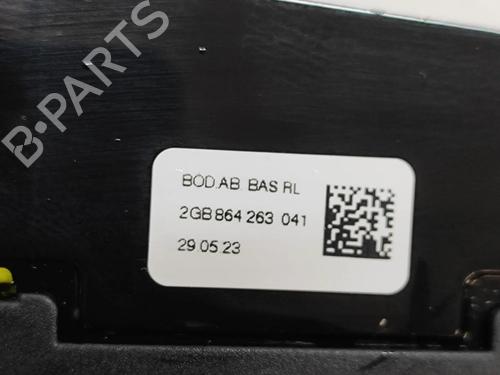 B-PARTS
BOD.AB BAS RL
2GB 864 263 041
29 05 23